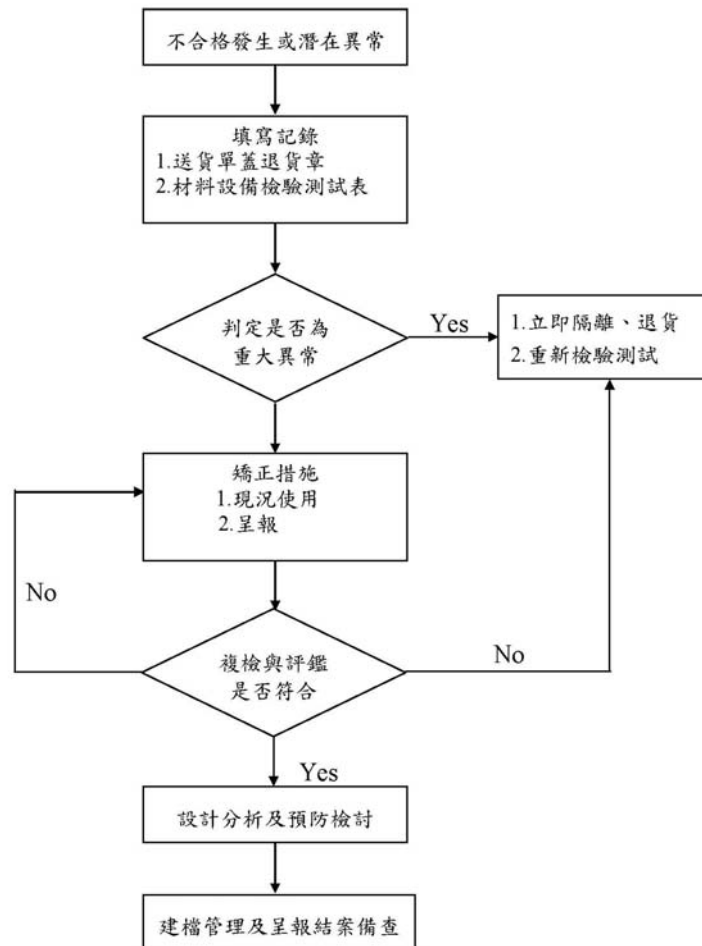 不合格發生或潛在異常
填寫記錄
1.送貨單蓋退貨章
2.材料設備檢驗測試表
判定是否為
重大異常
Yes
1.立即隔離、退貨
2.重新檢驗測試
矯正措施
1.現況使用
2.呈報
No
複檢與評鑑
是否符合
No
Yes
設計分析及預防檢討
建檔管理及呈報結案備查